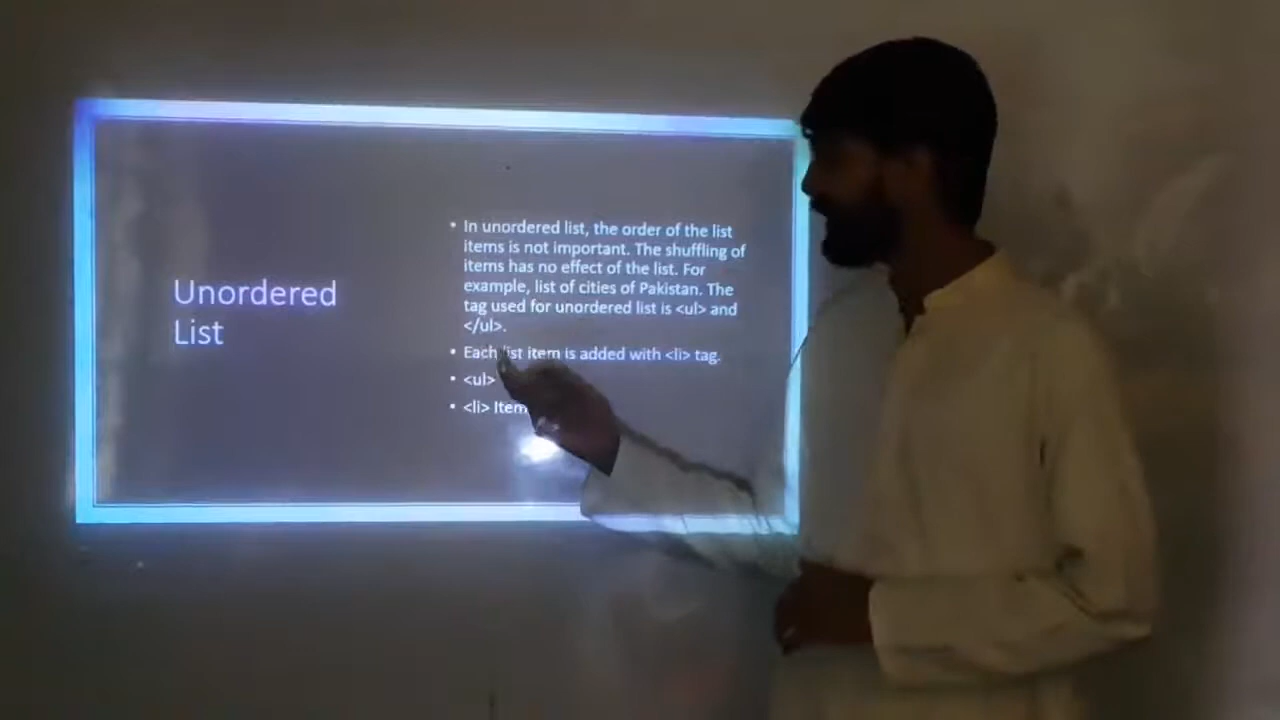 Unordered
List
• In unordered list, the order of the list
items is not important. The shuffling of
items has no effect of the list. For
example, list of cities of Pakistan. The
tag used for unordered list is <ul> and
</ul>.
• Each list item is added with <li> tag.
• <ul>
• <li> Item